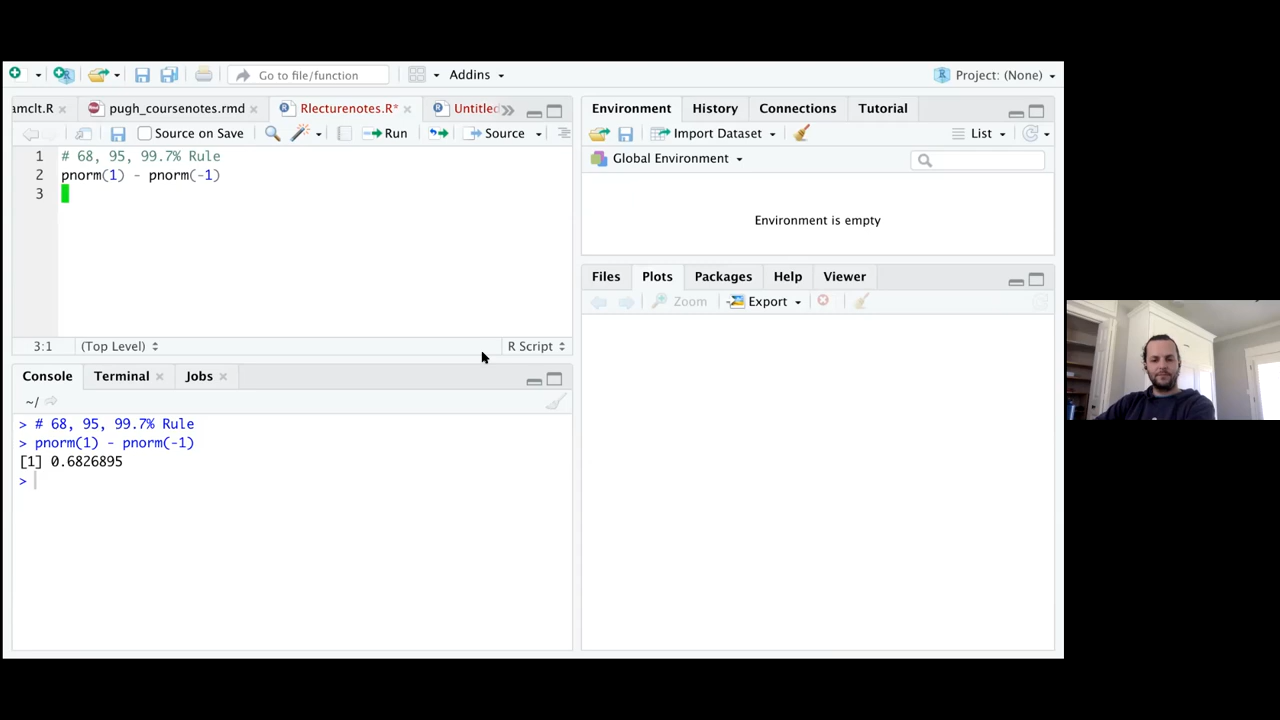 Go to file/function
Addins
Project: (None)
amclt.R
pugh_coursenotes.rmd
Rlecturenotes.R*
Untitled
Source on Save
Run
Source
1 # 68, 95, 99.7% Rule
2 pnorm(1) - pnorm(-1)
3
3:1 (Top Level) R Script
Console Terminal Jobs
~/
> # 68, 95, 99.7% Rule
> pnorm(1) - pnorm(-1)
[1] 0.6826895
>
Environment History Connections Tutorial
Import Dataset List
Global Environment
Environment is empty
Files Plots Packages Help Viewer
Zoom Export